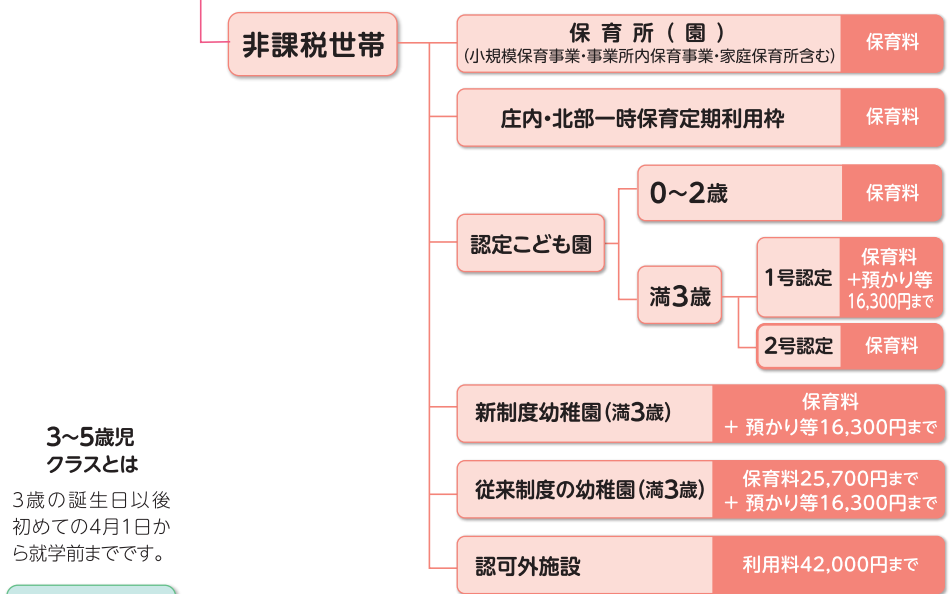 非課税世帯
保育所(園)
(小規模保育事業・事業所内保育事業・家庭保育所含む)
保育料
庄内・北部一時保育定期利用枠
保育料
認定こども園
0〜2歳
保育料
満3歳
1号認定
保育料
+預かり等
16,300円まで
2号認定
保育料
新制度幼稚園(満3歳)
保育料
+ 預かり等16,300円まで
従来制度の幼稚園(満3歳)
保育料25,700円まで
+ 預かり等16,300円まで
認可外施設
利用料42,000円まで
3〜5歳児
クラスとは
3歳の誕生日以後
初めての4月1日か
ら就学前までです。